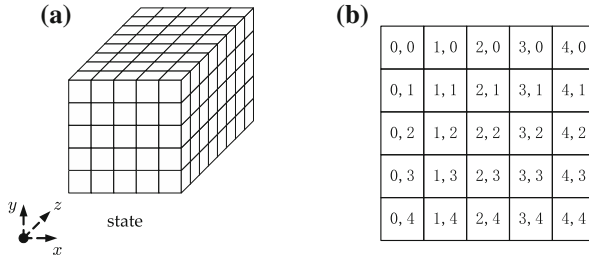 (a)
y
z
x
state
(b)
0, 0 1, 0 2, 0 3, 0 4, 0
0, 1 1, 1 2, 1 3, 1 4, 1
0, 2 1, 2 2, 2 3, 2 4, 2
0, 3 1, 3 2, 3 3, 3 4, 3
0, 4 1, 4 2, 4 3, 4 4, 4